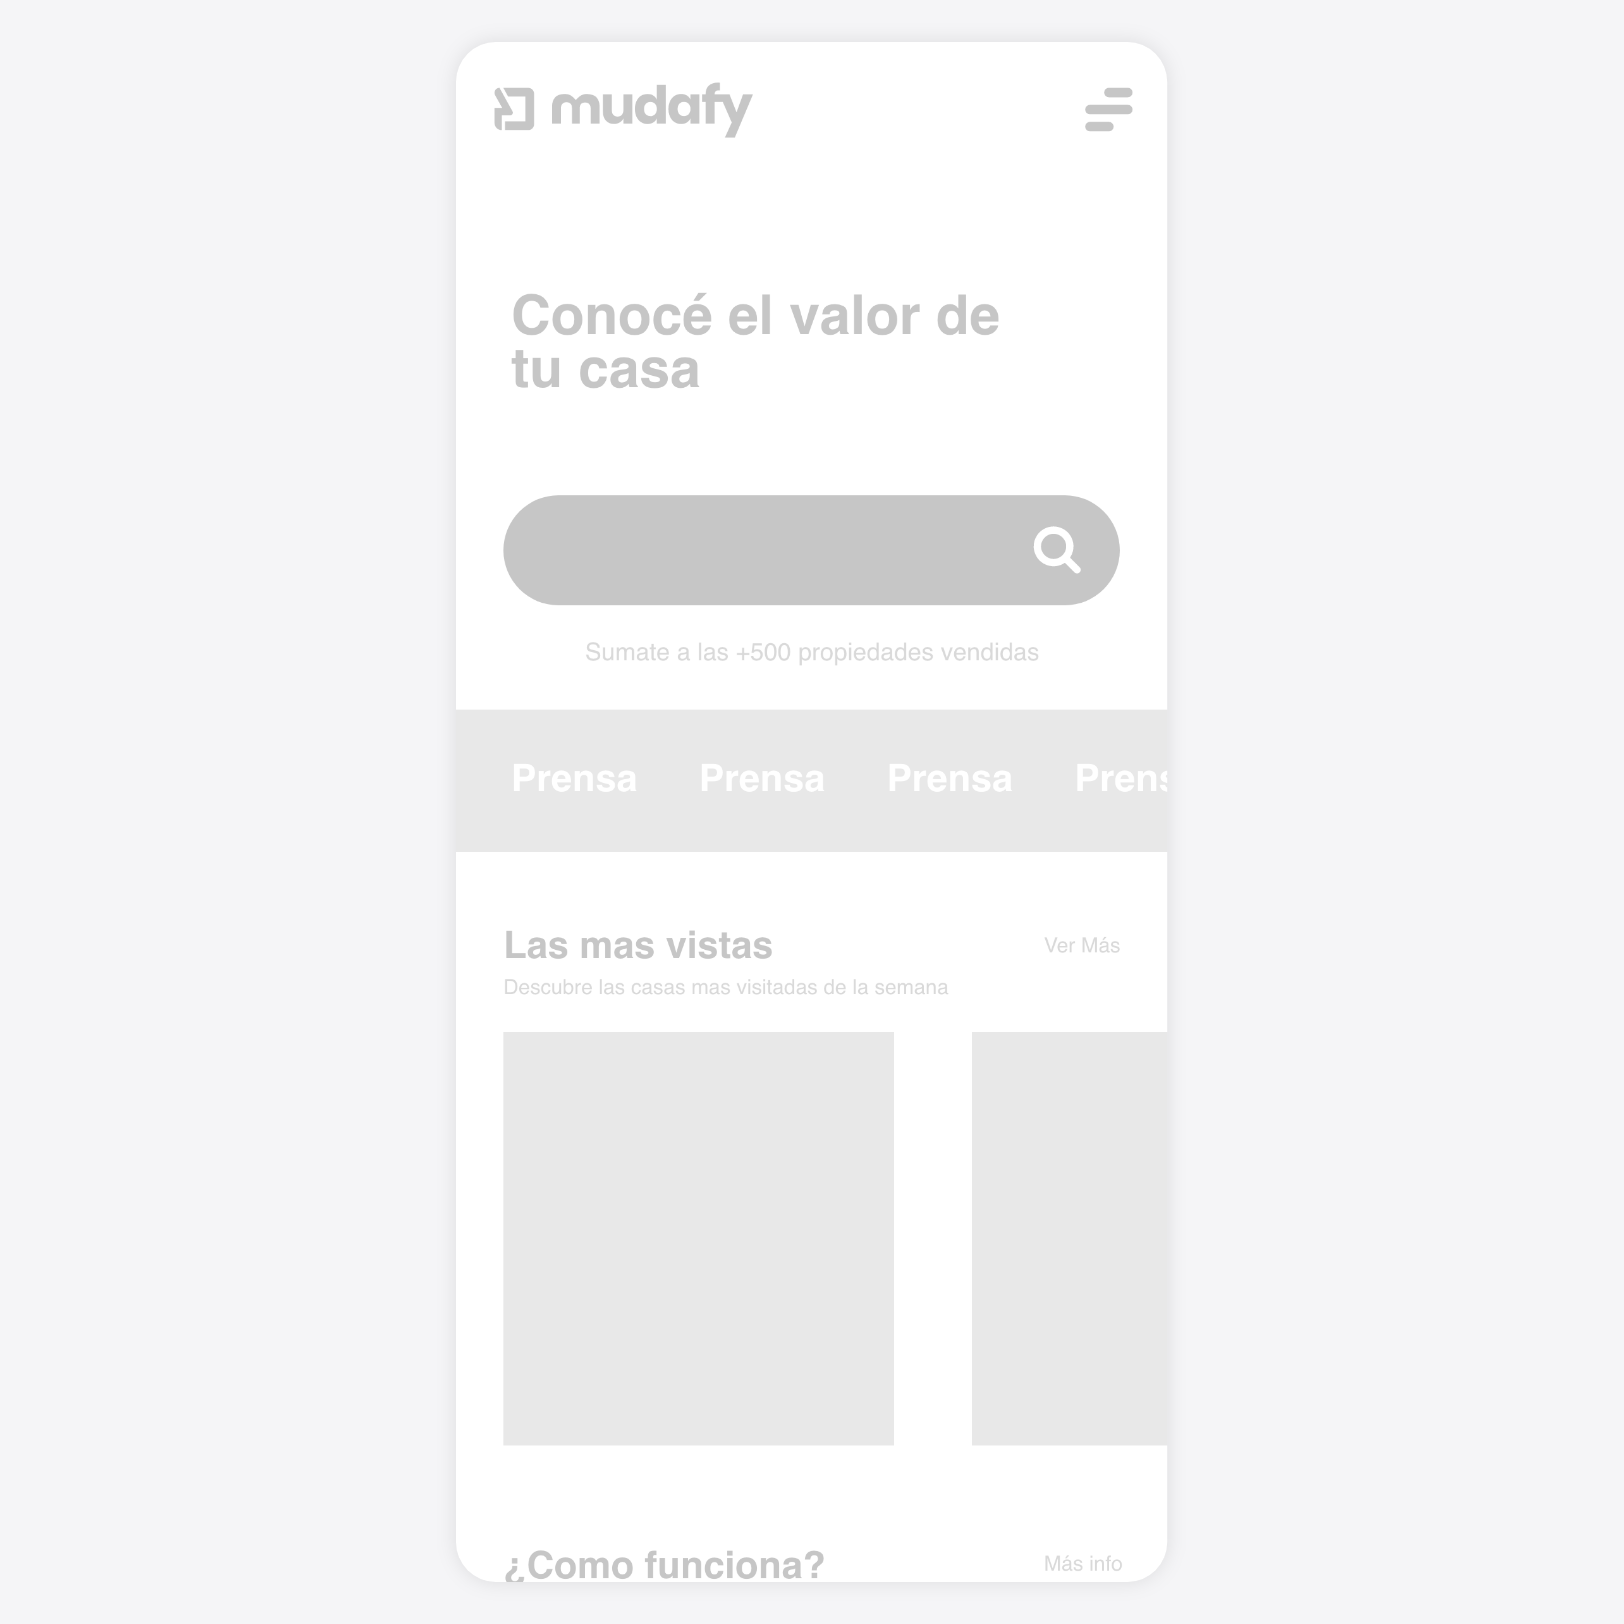 mudafy
Conocé el valor de
tu casa
Sumate a las +500 propiedades vendidas
Prensa Prensa Prensa Prens
Las mas vistas
Ver Más
Descubre las casas mas visitadas de la semana
¿Como funciona?
Más info